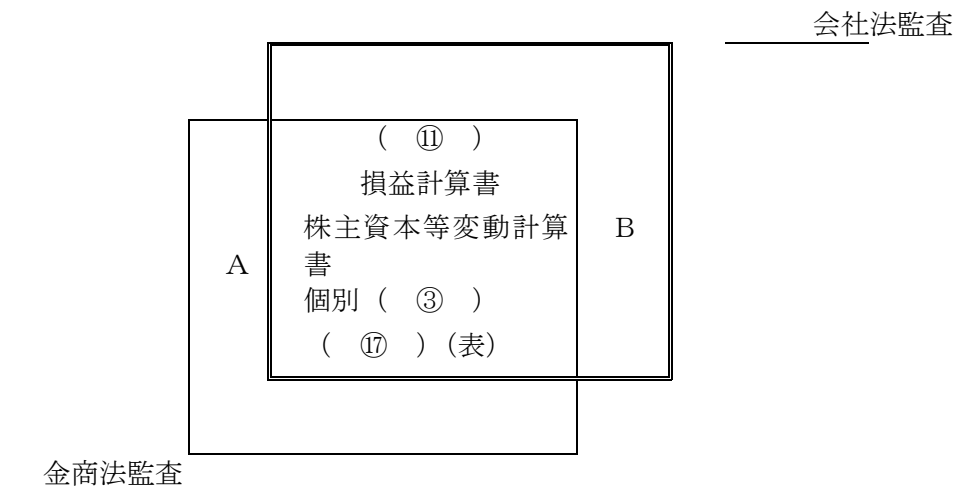 会社法監査
( ⑪ )
損益計算書
株主資本等変動計算
書
個別 ( ③ )
( ⑰ ) (表)
A
B
金商法監査